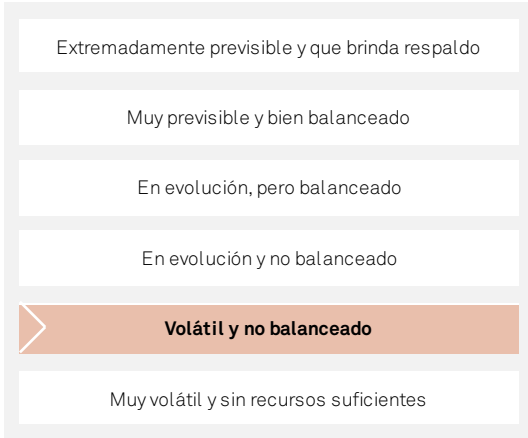 Extremadamente previsible y que brinda respaldo
Muy previsible y bien balanceado
En evolución, pero balanceado
En evolución y no balanceado
Volátil y no balanceado
Muy volátil y sin recursos suficientes